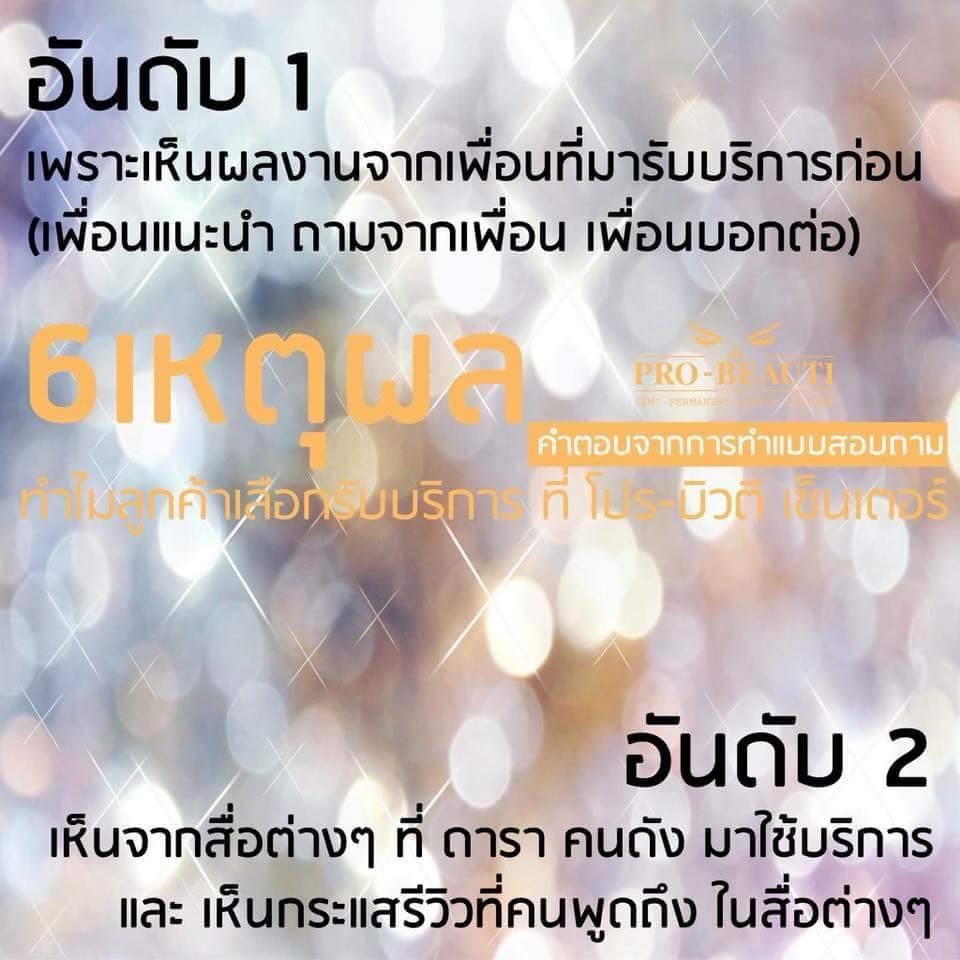 อันดับ 1
เพราะเห็นผลงานจากเพื่อนที่มารับบริการก่อน
(เพื่อนแนะนำ ถามจากเพื่อน เพื่อนบอกต่อ)
6เหตุผล
PRO-BEAUTI
SEMI-PERMANENT
คำตอบจากการทำแบบสอบถาม
ทำไมลูกค้าเลือกรับบริการ ที่ โปร-บิวตี้ เซ็นเตอร์
อันดับ 2
เห็นจากสื่อต่างๆ ที่ ดารา คนดัง มาใช้บริการ
และ เห็นกระแสรีวิวที่คนพูดถึง ในสื่อต่างๆ